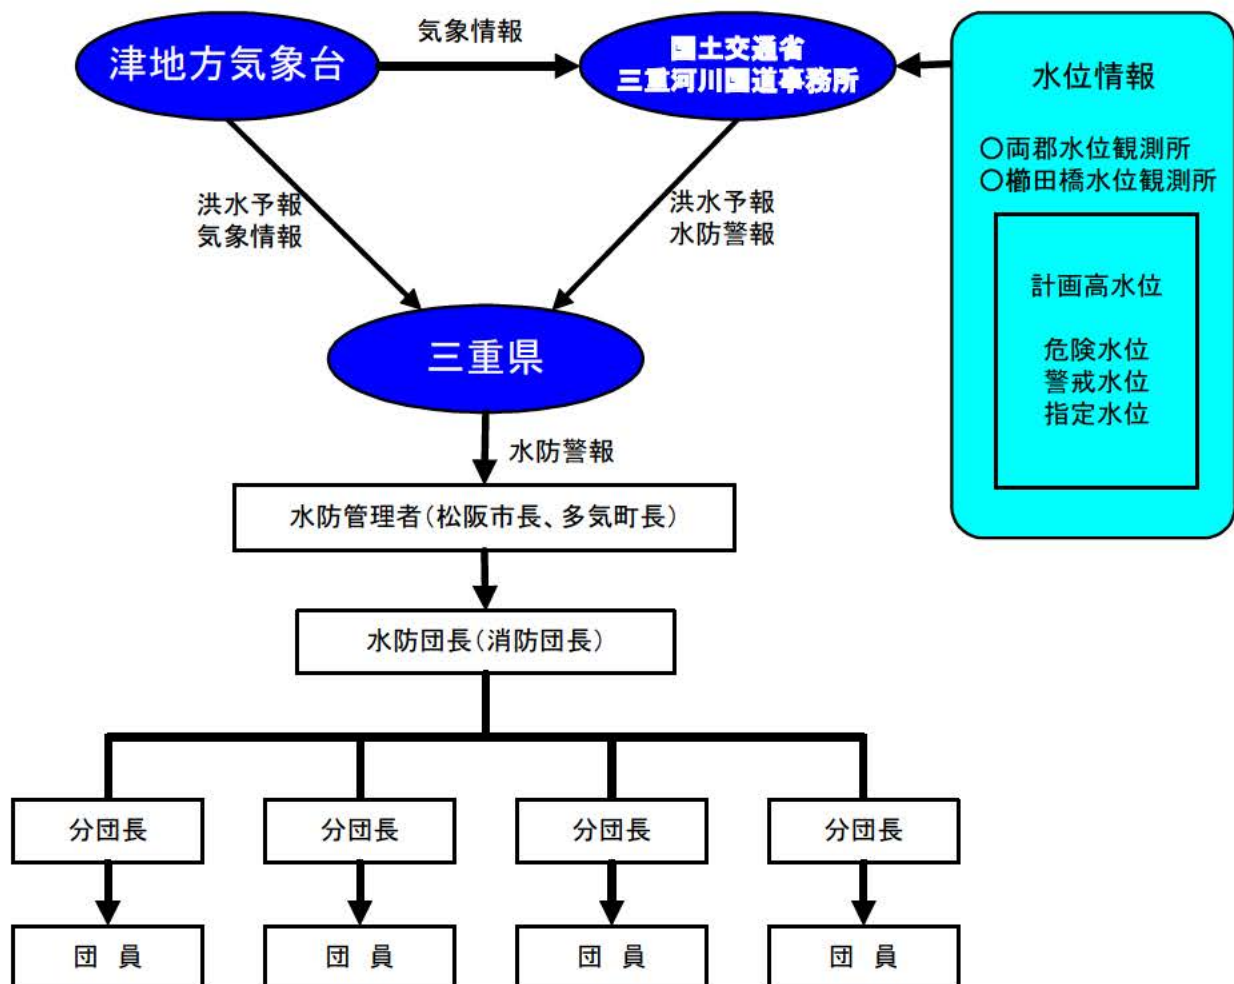 津地方気象台
気象情報
国土交通省
三重河川国道事務所
水位情報
○両郡水位観測所
○櫛田橋水位観測所
計画高水位
危険水位
警戒水位
指定水位
洪水予報
気象情報
洪水予報
水防警報
三重県
水防警報
水防管理者(松阪市長、多気町長)
水防団長(消防団長)
分団長
分団長
分団長
分団長
団 員
団 員
団 員
団 員